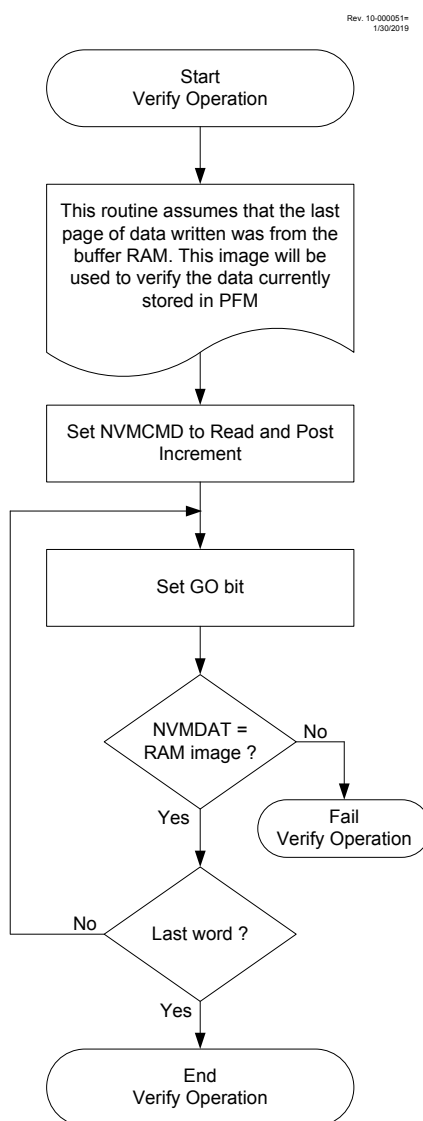 Rev. 10-000051=
1/30/2019
Start
Verify Operation
This routine assumes that the last
page of data written was from the
buffer RAM. This image will be
used to verify the data currently
stored in PFM
Set NVMCMD to Read and Post
Increment
Set GO bit
NVMDAT =
RAM image ?
No
Fail
Verify Operation
Yes
Last word ?
No
Yes
End
Verify Operation